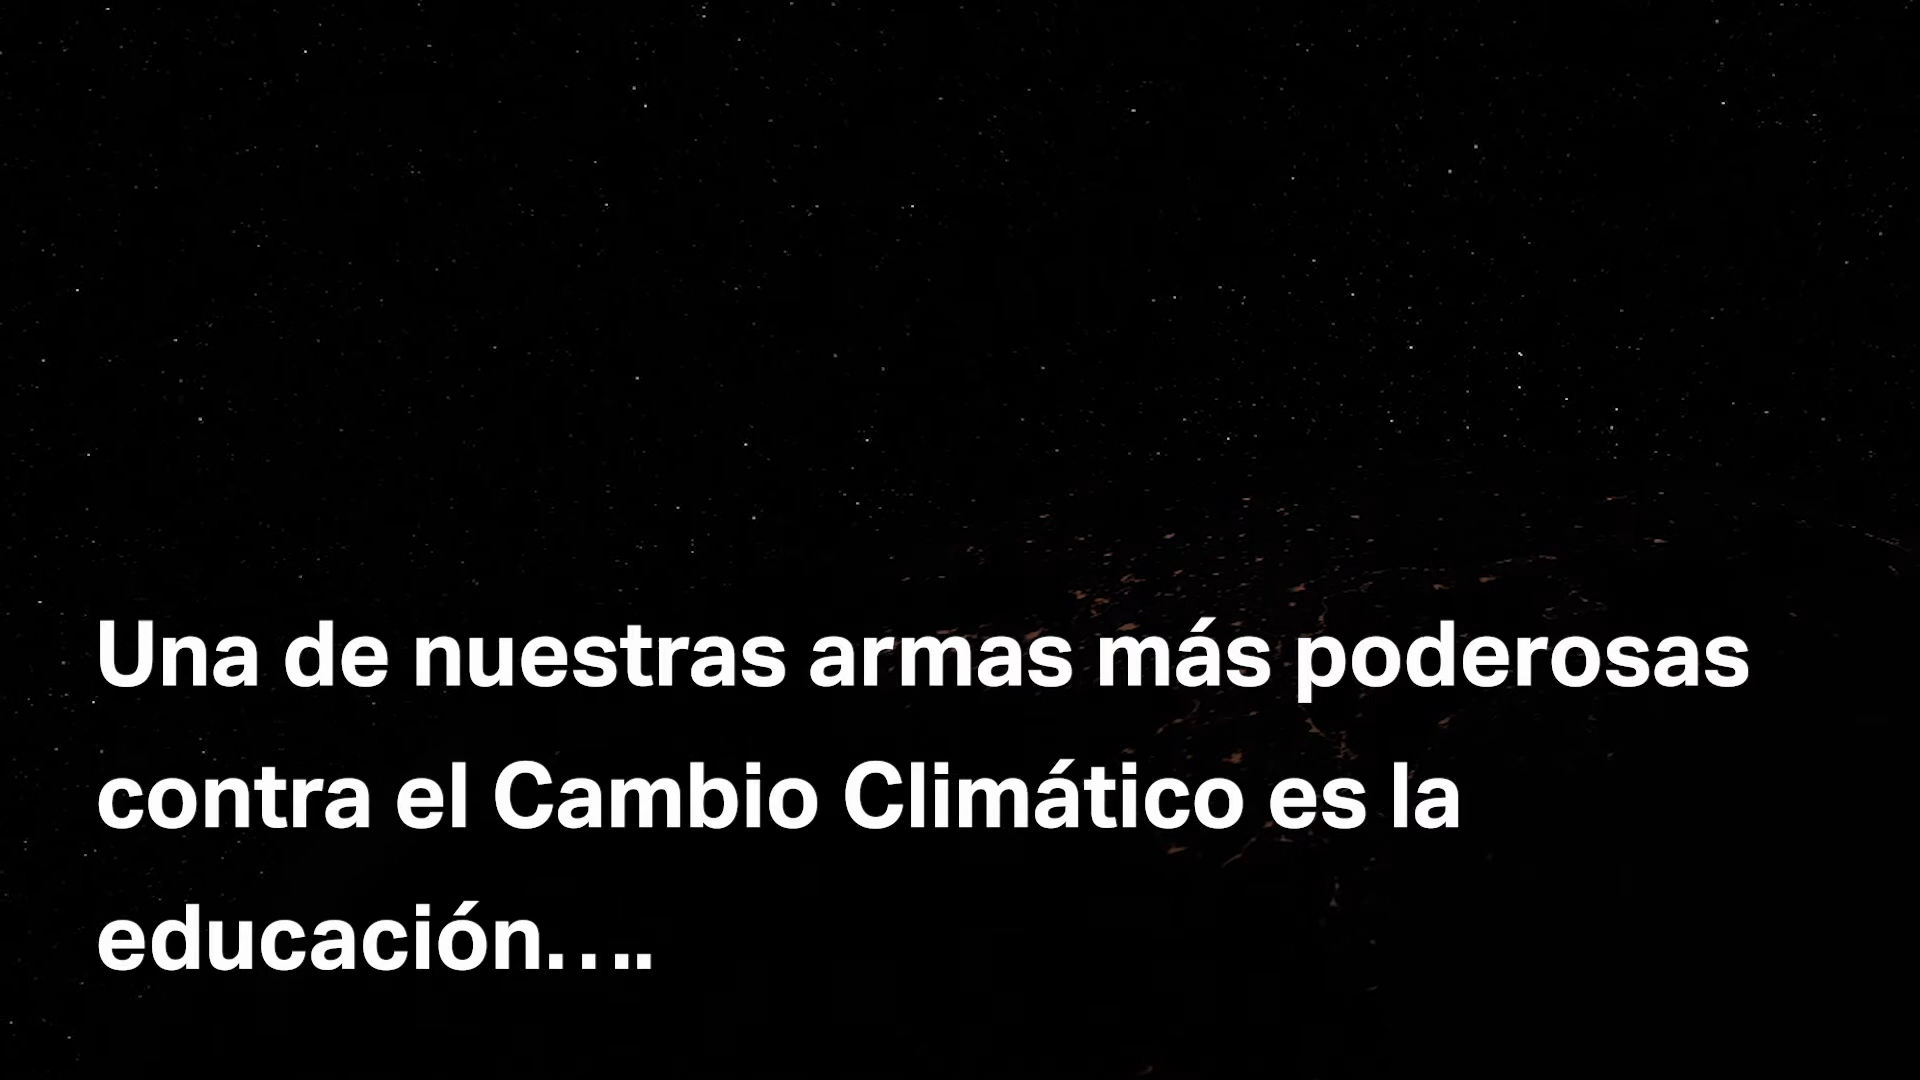 Una de nuestras armas más poderosas
contra el Cambio Climático es la
educación….